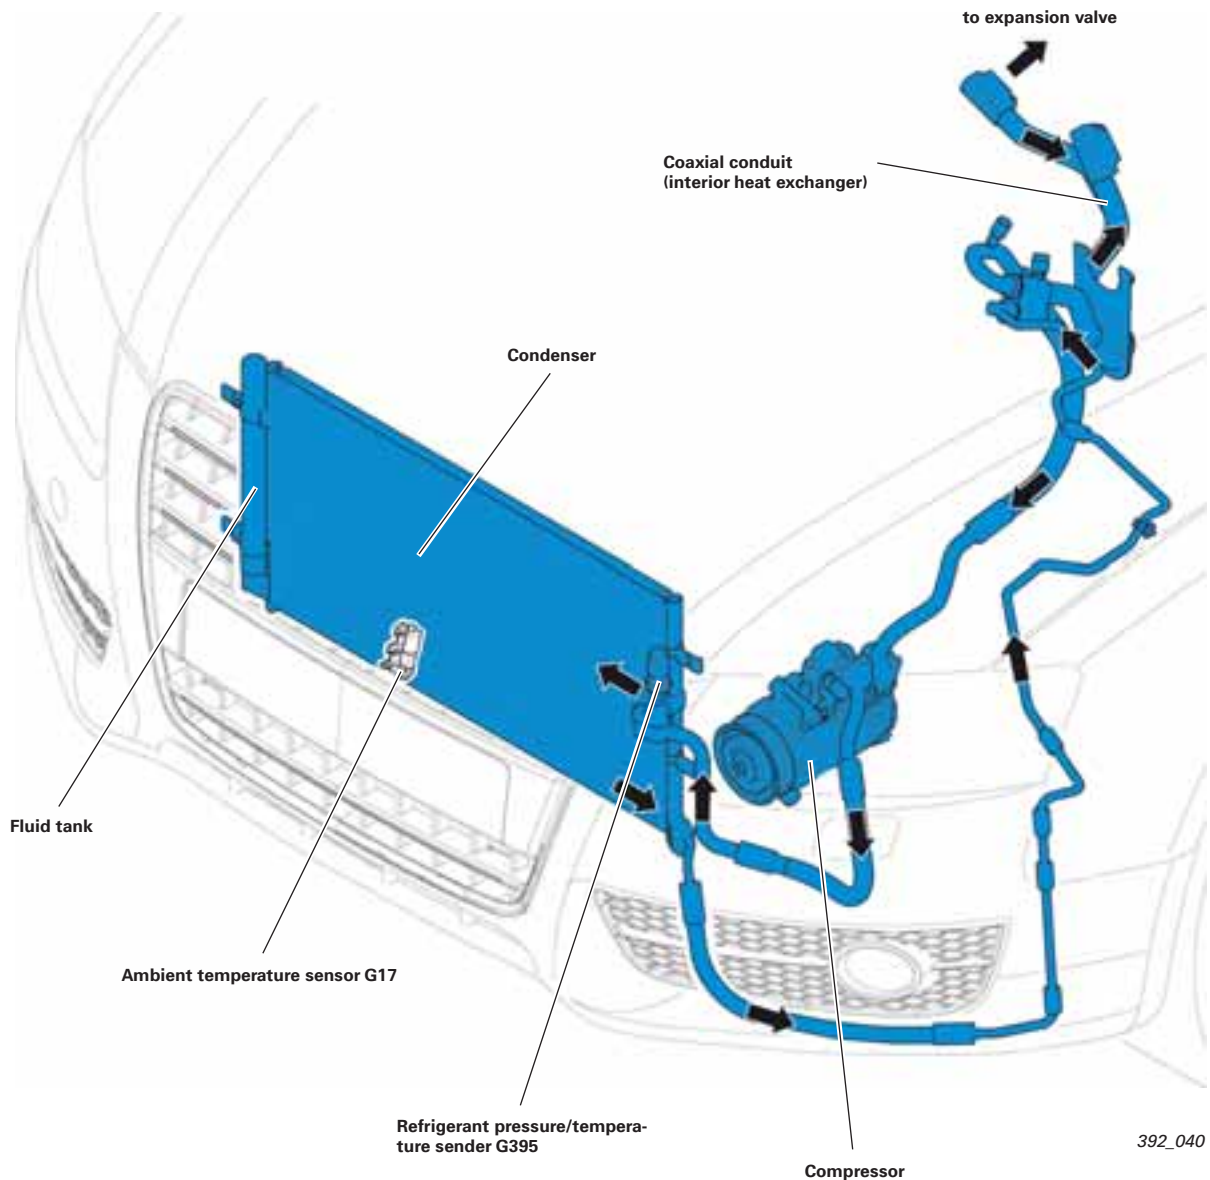 to expansion valve
Coaxial conduit
(interior heat exchanger)
Condenser
Fluid tank
Ambient temperature sensor G17
Refrigerant pressure/tempera-
ture sender G395
392_040
Compressor